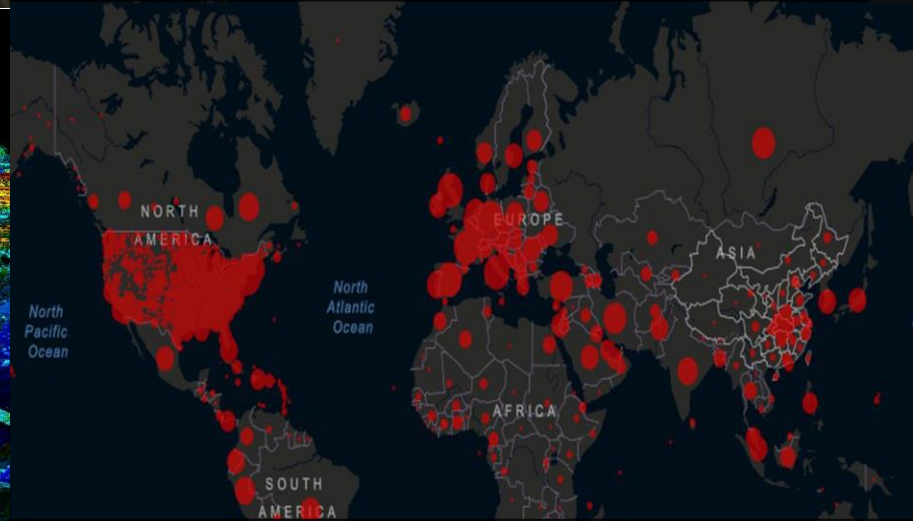 NORTH
AMERICA
EUROPE
ASIA
North
Pacific
Ocean
North
Atlantic
Ocean
AFRICA
SOUTH
AMERICA